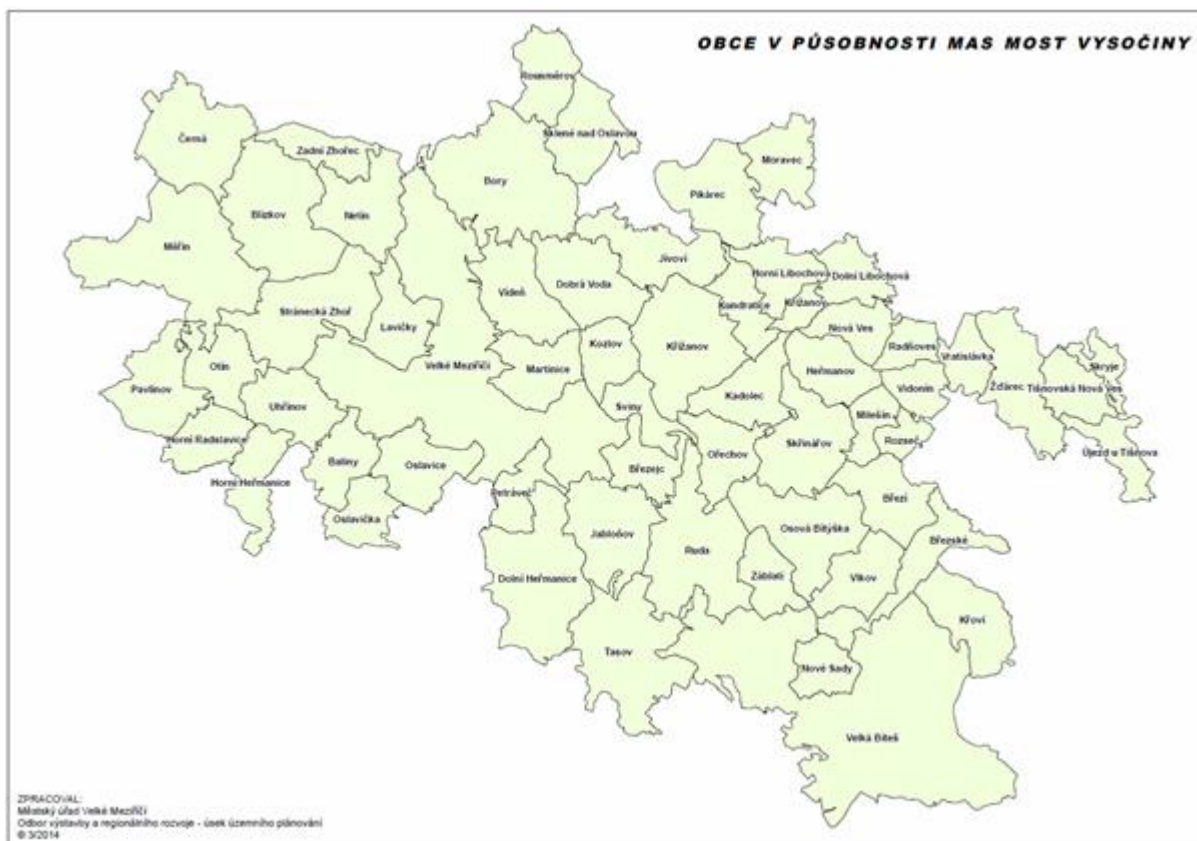 OBCE V PŮSOBNOSTI MAS MOST VYSOČINY
Rousměrov
Černá
Sklené nad Oslavou
Zadní Zhořec
Moravec
Bory
Pikárec
Blízkov
Netín
Měřín
Jívoví
Horní Libochová
Dolní Libochová
Vídeň
Dobrá Voda
Kundratice
Křižanov
Stránecká Zhoř
Lavičky
Nová Ves
Kozlov
Křižanov
Radňoves
Vratislávka
Otín
Velké Meziříčí
Martinice
Heřmanov
Skryje
Pavlínov
Žďárec
Tišnovská Nová Ves
Kadolec
Vidonín
Uhřínov
Sviny
Milešín
Horní Radslavice
Skřinářov
Rozseč
Újezd u Tišnova
Baliny
Oslavice
Březejc
Ořechov
Horní Heřmanice
Petráveč
Březí
Oslavička
Jabloňov
Osová Bítýška
Březské
Ruda
Dolní Heřmanice
Záblatí
Vlkov
Křoví
Tasov
Nové Sady
Velká Bíteš
ZPRACOVAL:
Městský úřad Velké Meziříčí
Odbor výstavby a regionálního rozvoje - úsek územního plánování
© 3/2014